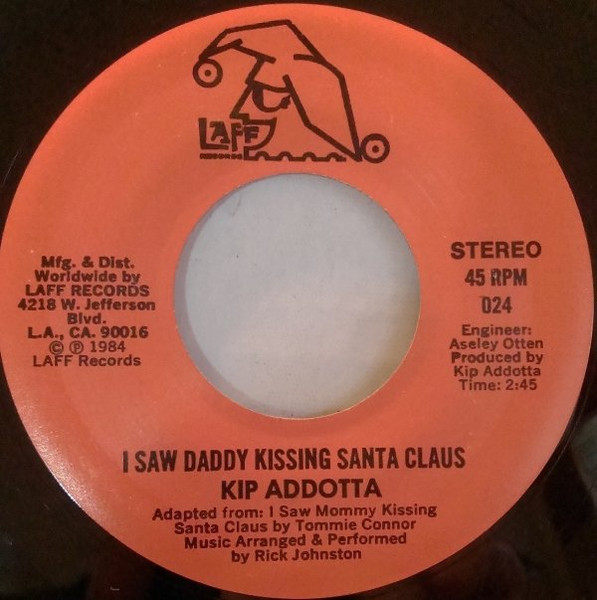 LAFF
RECORDS
Mfg. & Dist.
Worldwide by
LAFF RECORDS
4218 W. Jefferson
Blvd.
L.A., CA. 90016
© ℗ 1984
LAFF Records
STEREO
45 RPM
024
Engineer:
Aseley Otten
Produced by
Kip Addotta
Time: 2:45
I SAW DADDY KISSING SANTA CLAUS
KIP ADDOTTA
Adapted from: I Saw Mommy Kissing
Santa Claus by Tommie Connor
Music Arranged & Performed
by Rick Johnston